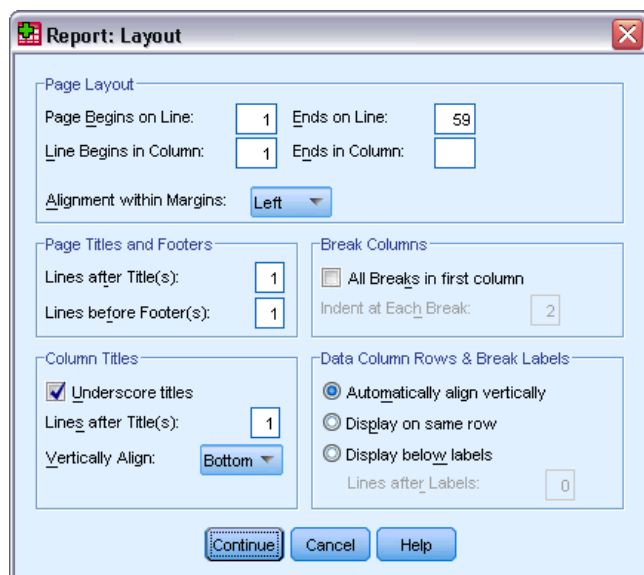 Report: Layout
Page Layout
Page Begins on Line: 1 Ends on Line: 59
Line Begins in Column: 1 Ends in Column:
Alignment within Margins: Left
Page Titles and Footers
Lines after Title(s): 1
Lines before Footer(s): 1
Break Columns
All Breaks in first column
Indent at Each Break: 2
Column Titles
Underscore titles
Lines after Title(s): 1
Vertically Align: Bottom
Data Column Rows & Break Labels
Automatically align vertically
Display on same row
Display below labels
Lines after Labels: 0
Continue Cancel Help